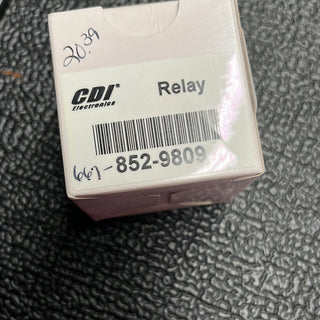 20.39
CDI Relay
Electronics
667- 852-9809